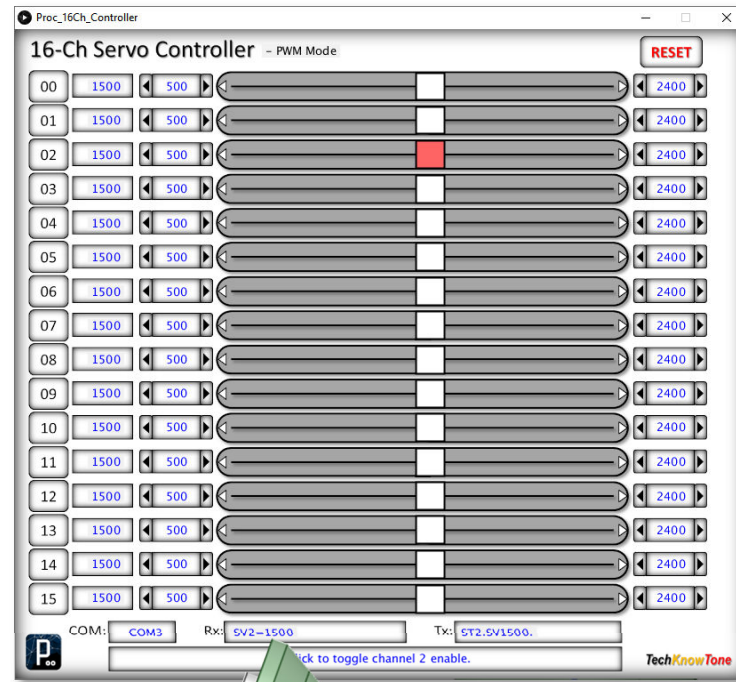 Proc_16Ch_Controller
16-Ch Servo Controller - PWM Mode RESET
00 1500 500 2400
01 1500 500 2400
02 1500 500 2400
03 1500 500 2400
04 1500 500 2400
05 1500 500 2400
06 1500 500 2400
07 1500 500 2400
08 1500 500 2400
09 1500 500 2400
10 1500 500 2400
11 1500 500 2400
12 1500 500 2400
13 1500 500 2400
14 1500 500 2400
15 1500 500 2400
COM: COM3 Rx: SV2-1500 Tx: ST2.SV1500.
to toggle channel 2 enable.
P
TechKnowTone